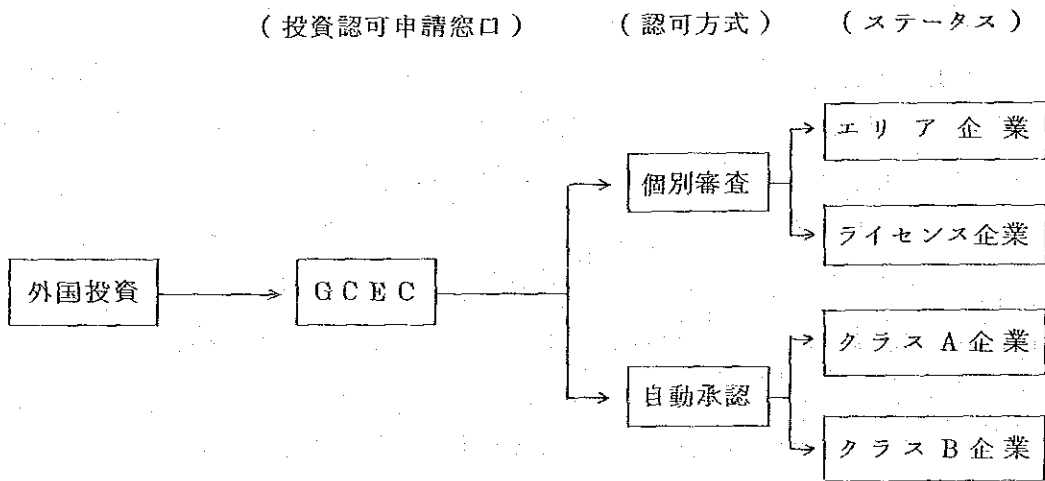 (投資認可申請窓口) (認可方式) (ステータス)
エリア企業
個別審査
ライセンス企業
外国投資
GCEC
クラスA企業
自動承認
クラスB企業